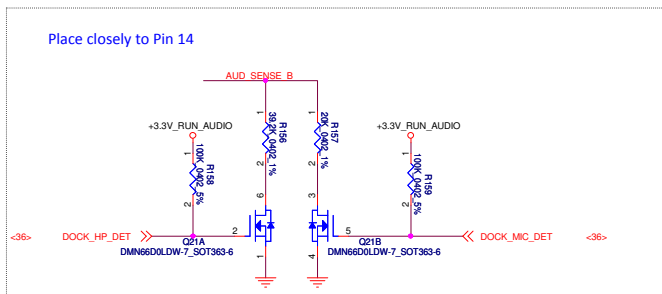 Place closely to Pin 14
AUD_SENSE_B
1
1
39.2K_0402_1%
R156
20K_0402_1%
R157
+3.3V_RUN_AUDIO
+3.3V_RUN_AUDIO
2
2
1
1
100K_0402_5%
R158
100K_0402_5%
R159
2
2
6
3
<36>
DOCK_HP_DET
2
5
DOCK_MIC_DET
<36>
Q21A
Q21B
DMN66D0LDW-7_SOT363-6
DMN66D0LDW-7_SOT363-6
1
4